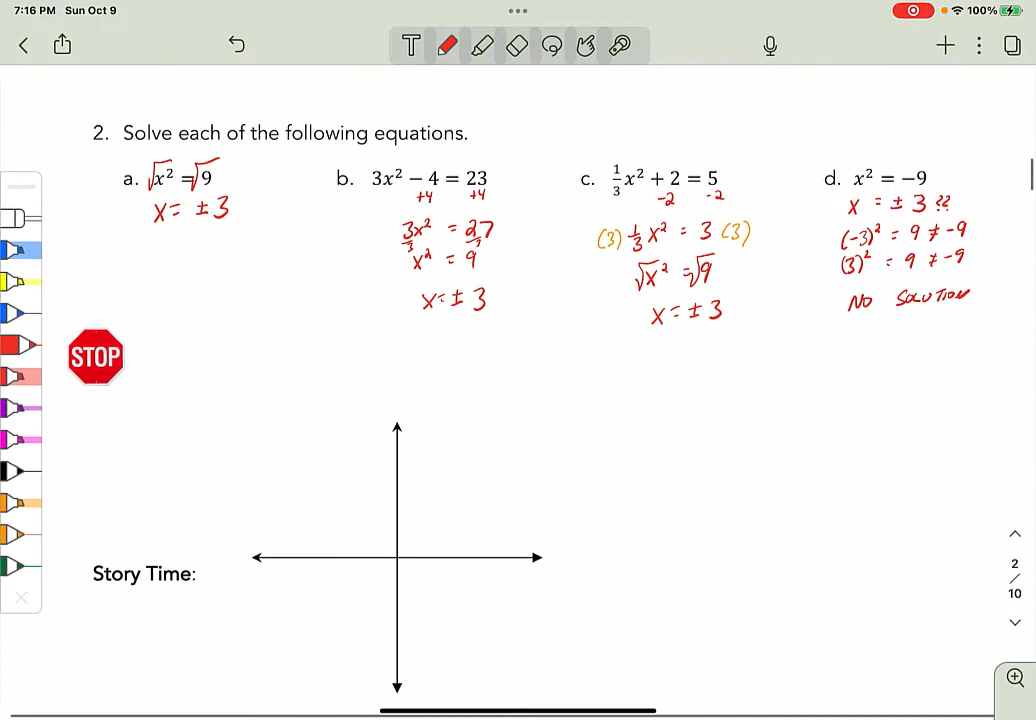 7:16 PM Sun Oct 9
100%
2. Solve each of the following equations.
a. √x² = √9
x = ± 3
b. 3x² − 4 = 23
+4 +4
3x² = 27
3 3
x² = 9
x = ± 3
c. 1/3 x² + 2 = 5
-2 -2
(3) 1/3 x² = 3 (3)
√x² = √9
x = ± 3
d. x² = −9
x = ± 3 ??
(-3)² = 9 ≠ -9
(3)² = 9 ≠ -9
NO SOLUTION
STOP
Story Time:
2
/
10